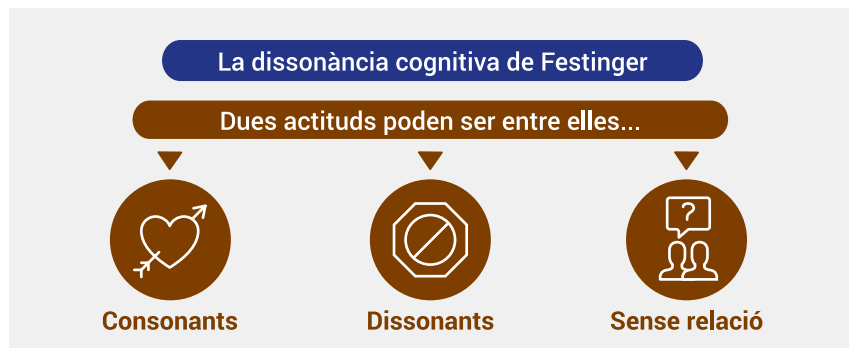 La dissonància cognitiva de Festinger
Dues actituds poden ser entre elles...
?
Consonants
Dissonants
Sense relació